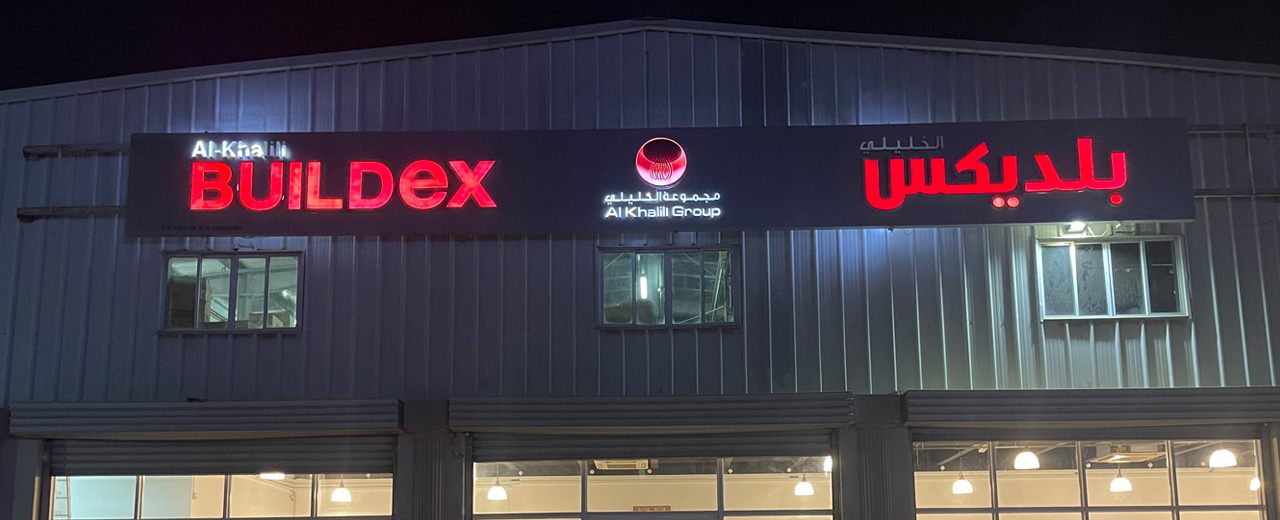 Al-Khalili
BUILDEX
مجموعة الخليلي
Al Khalili Group
الخليلي
بلديكس